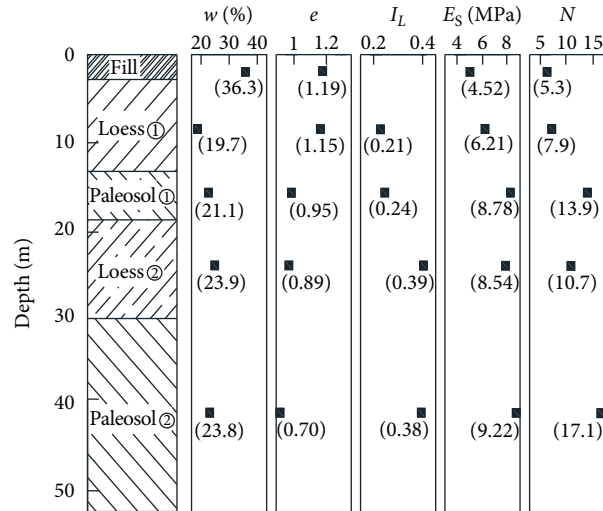 w (%) e I_L E_S (MPa) N
20 30 40 1 1.2 0.2 0.4 4 6 8 5 10 15
0
Fill
(36.3) (1.19) (4.52) (5.3)
10
Loess①
(19.7) (1.15) (0.21) (6.21) (7.9)
Paleosol①
(21.1) (0.95) (0.24) (8.78) (13.9)
20
Loess②
(23.9) (0.89) (0.39) (8.54) (10.7)
30
40
Paleosol②
(23.8) (0.70) (0.38) (9.22) (17.1)
50
Depth (m)